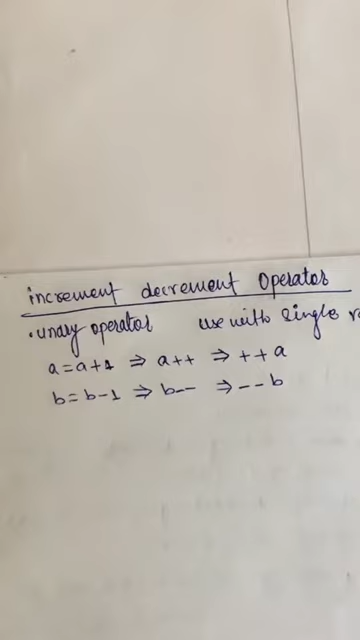 increment decrement Operator
. unary operator use with single
a = a+1 ⇒ a++ ⇒ ++a
b = b-1 ⇒ b-- ⇒ --b